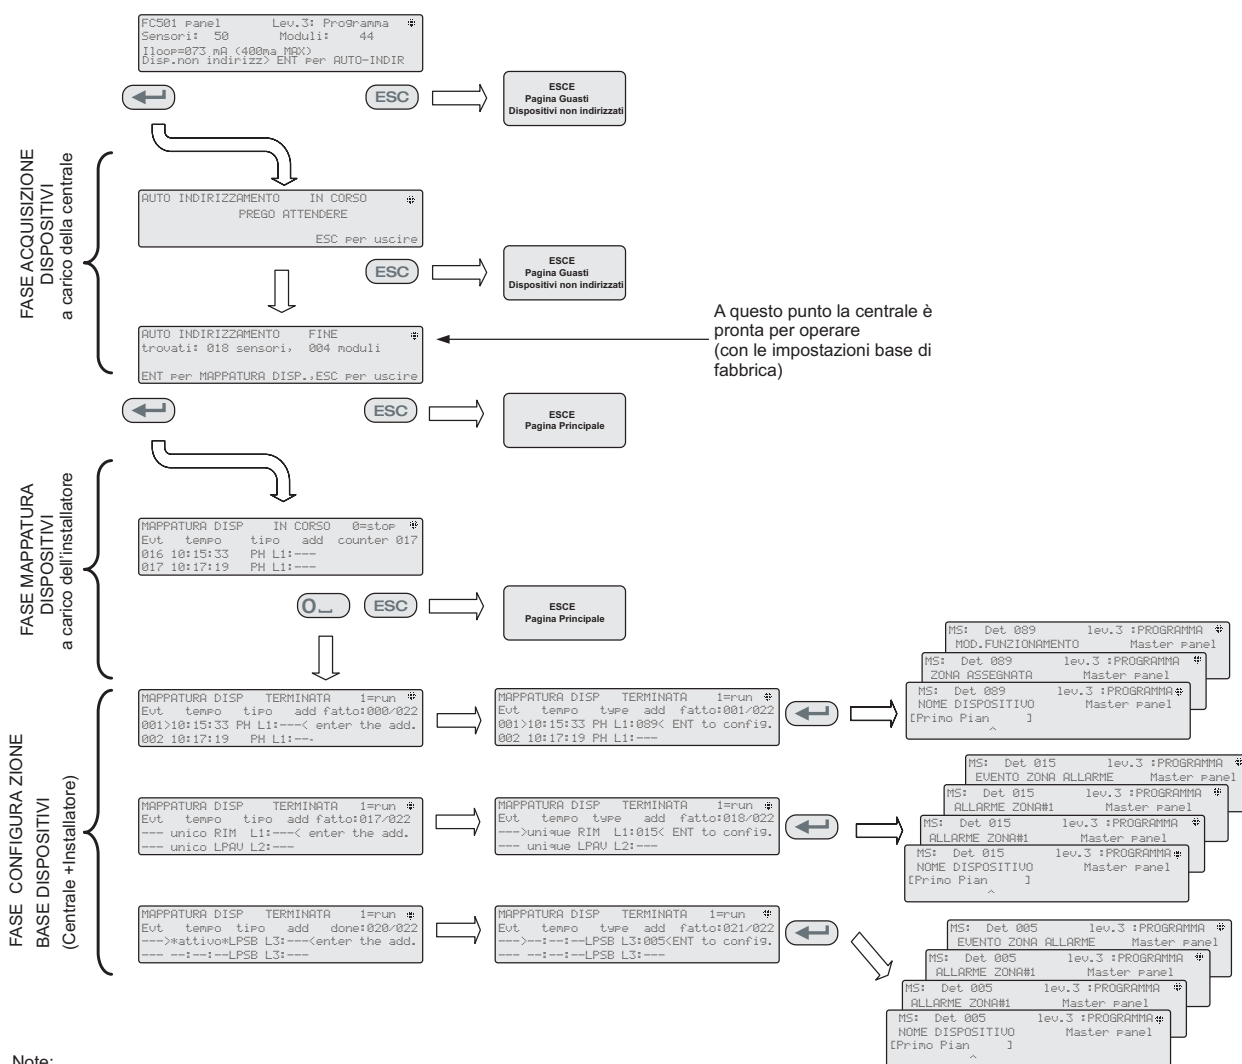 FC501 panel Lev.3: Programma
Sensori: 50 Moduli: 44
Iloop=073 mA (400ma MAX)
Disp.non indirizz> ENT per AUTO-INDIR
ESC
ESCE
Pagina Guasti
Dispositivi non indirizzati
FASE ACQUISIZIONE
DISPOSITIVI
a carico della centrale
AUTO INDIRIZZAMENTO IN CORSO
PREGO ATTENDERE
ESC per uscire
ESC
ESCE
Pagina Guasti
Dispositivi non indirizzati
AUTO INDIRIZZAMENTO FINE
trovati: 018 sensori, 004 moduli
ENT per MAPPATURA DISP.,ESC per uscire
A questo punto la centrale è
pronta per operare
(con le impostazioni base di
fabbrica)
ESC
ESCE
Pagina Principale
FASE MAPPATURA
DISPOSITIVI
a carico dell'installatore
MAPPATURA DISP IN CORSO 0=stop
Evt tempo tipo add counter 017
016 10:15:33 PH L1:---
017 10:17:19 PH L1:---
0 ESC
ESCE
Pagina Principale
FASE CONFIGURA ZIONE
BASE DISPOSITIVI
(Centrale +Installatore)
MAPPATURA DISP TERMINATA 1=run
Evt tempo tipo add fatto:000/022
001>10:15:33 PH L1:---< enter the add.
002 10:17:19 PH L1:--.
MAPPATURA DISP TERMINATA 1=run
Evt tempo tipo add fatto:001/022
001>10:15:33 PH L1:089< ENT to config.
002 10:17:19 PH L1:---
MS: Det 089 lev.3 :PROGRAMMA
MOD.FUNZIONAMENTO Master panel
MS: Det 089 lev.3 :PROGRAMMA
ZONA ASSEGNATA Master panel
MS: Det 089 lev.3 :PROGRAMMA
NOME DISPOSITIVO Master panel
[Primo Pian ]
^
MAPPATURA DISP TERMINATA 1=run
Evt tempo tipo add fatto:017/022
--- unico RIM L1:---< enter the add.
--- unico LPAV L2:---
MAPPATURA DISP TERMINATA 1=run
Evt tempo type add fatto:018/022
--->unique RIM L1:015< ENT to config.
--- unique LPAV L2:---
MS: Det 015 lev.3 :PROGRAMMA
EVENTO ZONA ALLARME Master panel
MS: Det 015 lev.3 :PROGRAMMA
ALLARME ZONA#1 Master panel
MS: Det 015 lev.3 :PROGRAMMA
ALLARME ZONA#1 Master panel
MS: Det 015 lev.3 :PROGRAMMA
NOME DISPOSITIVO Master panel
[Primo Pian ]
^
MAPPATURA DISP TERMINATA 1=run
Evt tempo tipo add done:020/022
--->*attivo*LPSB L3:---<enter the add.
--- --:--:--LPSB L3:---
MAPPATURA DISP TERMINATA 1=run
Evt tempo type add fatto:021/022
--->--:--:--LPSB L3:005<ENT to config.
--- --:--:--LPSB L3:---
MS: Det 005 lev.3 :PROGRAMMA
EVENTO ZONA ALLARME Master panel
MS: Det 005 lev.3 :PROGRAMMA
ALLARME ZONA#1 Master panel
MS: Det 005 lev.3 :PROGRAMMA
ALLARME ZONA#1 Master panel
MS: Det 005 lev.3 :PROGRAMMA
NOME DISPOSITIVO Master panel
[Primo Pian ]
^
Note: